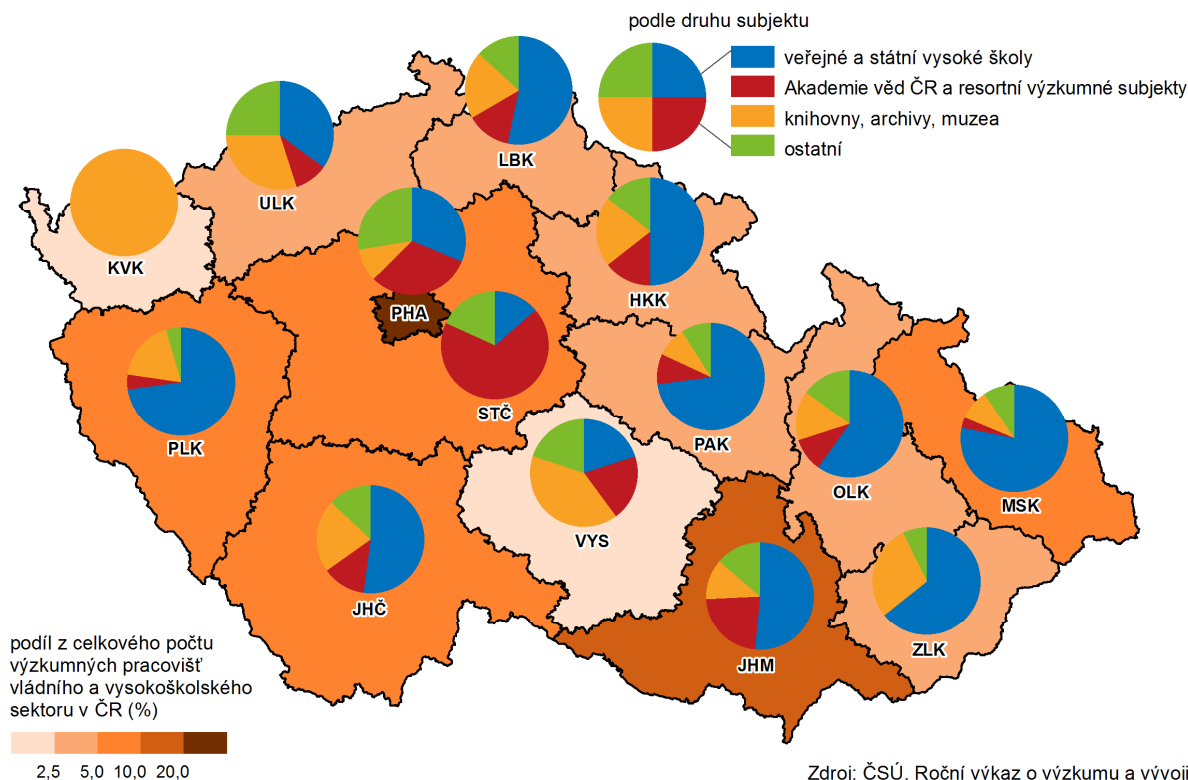 podle druhu subjektu
veřejné a státní vysoké školy
Akademie věd ČR a resortní výzkumné subjekty
knihovny, archivy, muzea
ostatní
LBK
ULK
KVK
HKK
PHA
STČ
PLK
PAK
OLK
MSK
VYS
JHČ
ZLK
JHM
podíl z celkového počtu
výzkumných pracovišť
vládního a vysokoškolského
sektoru v ČR (%)
2,5 5,0 10,0 20,0
Zdroj: ČSÚ. Roční výkaz o výzkumu a vývoji